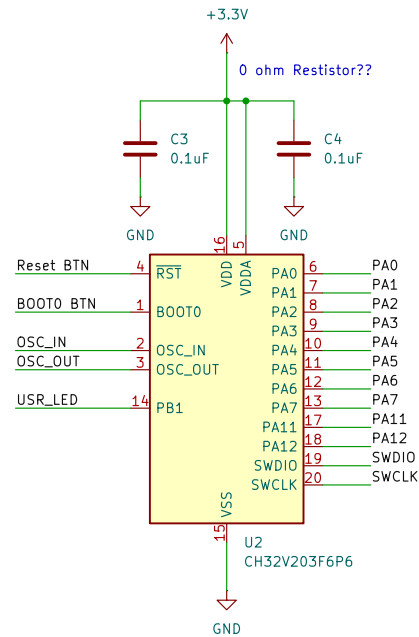 +3.3V
0 ohm Restistor??
C3
0.1uF
C4
0.1uF
GND
GND
16
5
VDD
VDDA
Reset BTN
4
RST
BOOT0 BTN
1
BOOT0
OSC_IN
2
OSC_IN
OSC_OUT
3
OSC_OUT
USR_LED
14
PB1
PA0
6
PA0
PA1
7
PA1
PA2
8
PA2
PA3
9
PA3
PA4
10
PA4
PA5
11
PA5
PA6
12
PA6
PA7
13
PA7
PA11
17
PA11
PA12
18
PA12
SWDIO
19
SWDIO
SWCLK
20
SWCLK
VSS
15
U2
CH32V203F6P6
GND